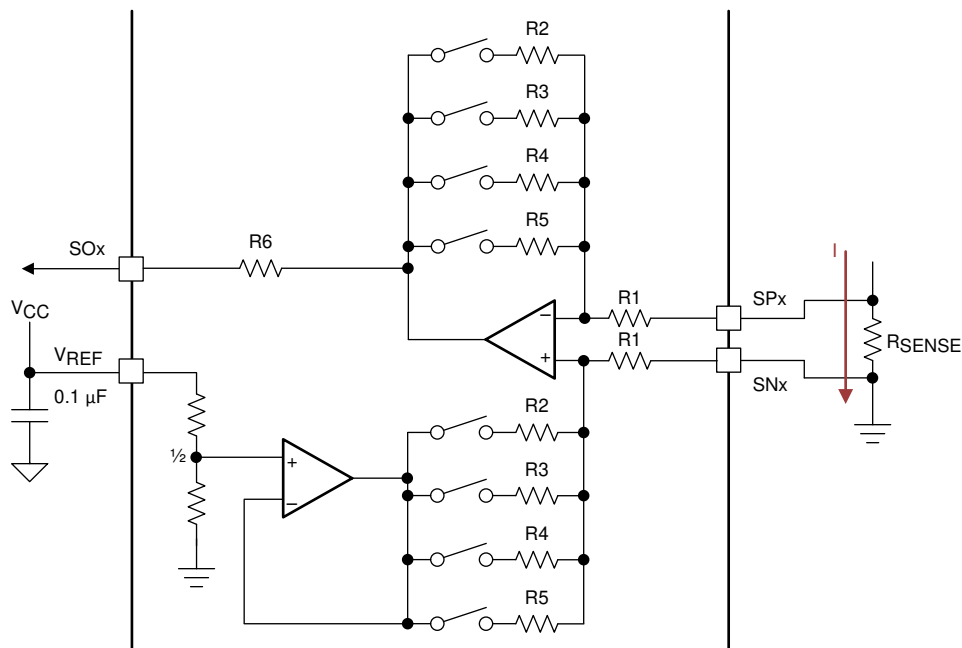 R2
R3
R4
R5
SOx
R6
I
VCC
R1
SPx
VREF
R1
RSENSE
SNx
0.1 µF
–
+
R2
½
+
–
R3
R4
R5